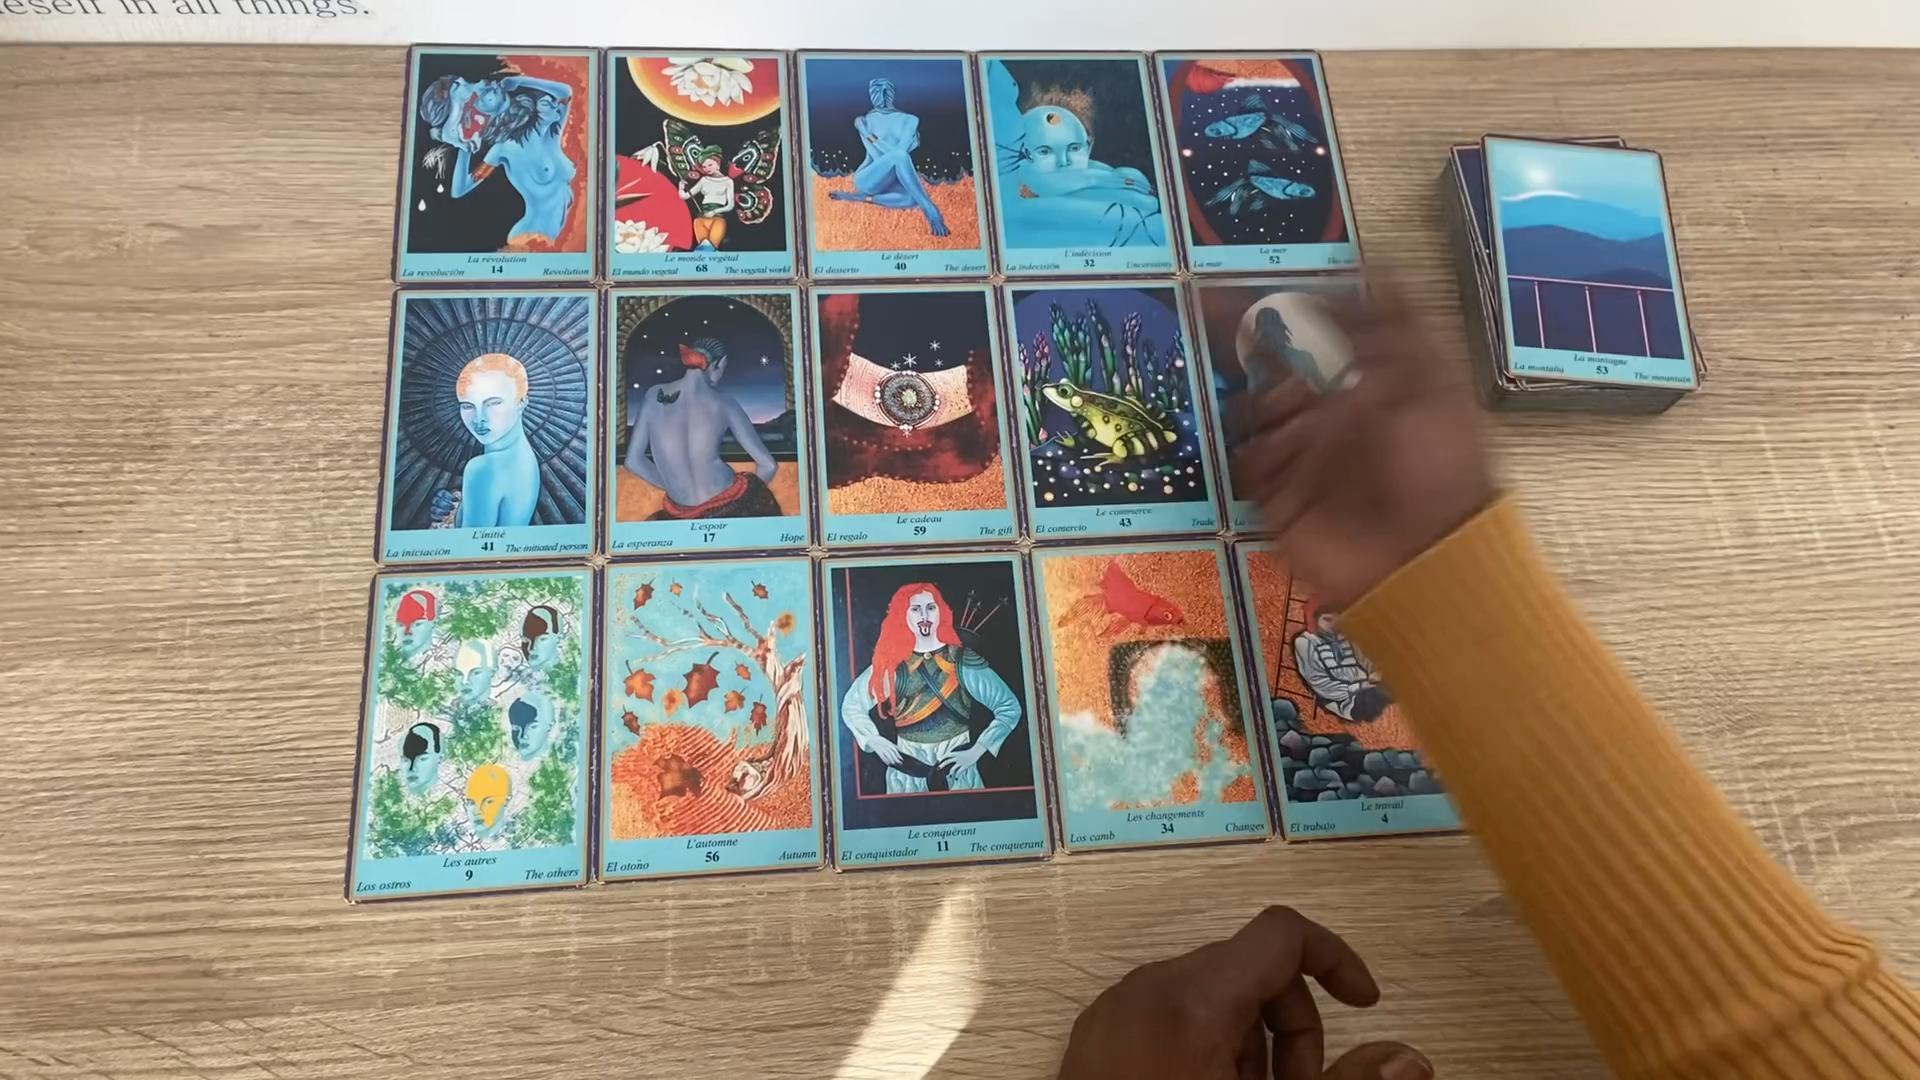 in all things.
La révolution
La revolución 14 Revolution
Le monde végétal
El mundo vegetal 68 The vegetal world
Le désert
El desierto 40 The desert
L'indécision
La indecisión 32 Uncertainty
La mer
La mar 52
La montagne
La montaña 53 The mountain
L'initié
La iniciación 41 The initiated person
L'espoir
La esperanza 17 Hope
Le cadeau
El regalo 59 The gift
Le commerce
El comercio 43 Trade
Les autres
Los ostros 9 The others
L'automne
El otoño 56 Autumn
Le conquérant
El conquistador 11 The conquerant
Les changements
Los camb 34 Changes
Le travail
El trabajo 4